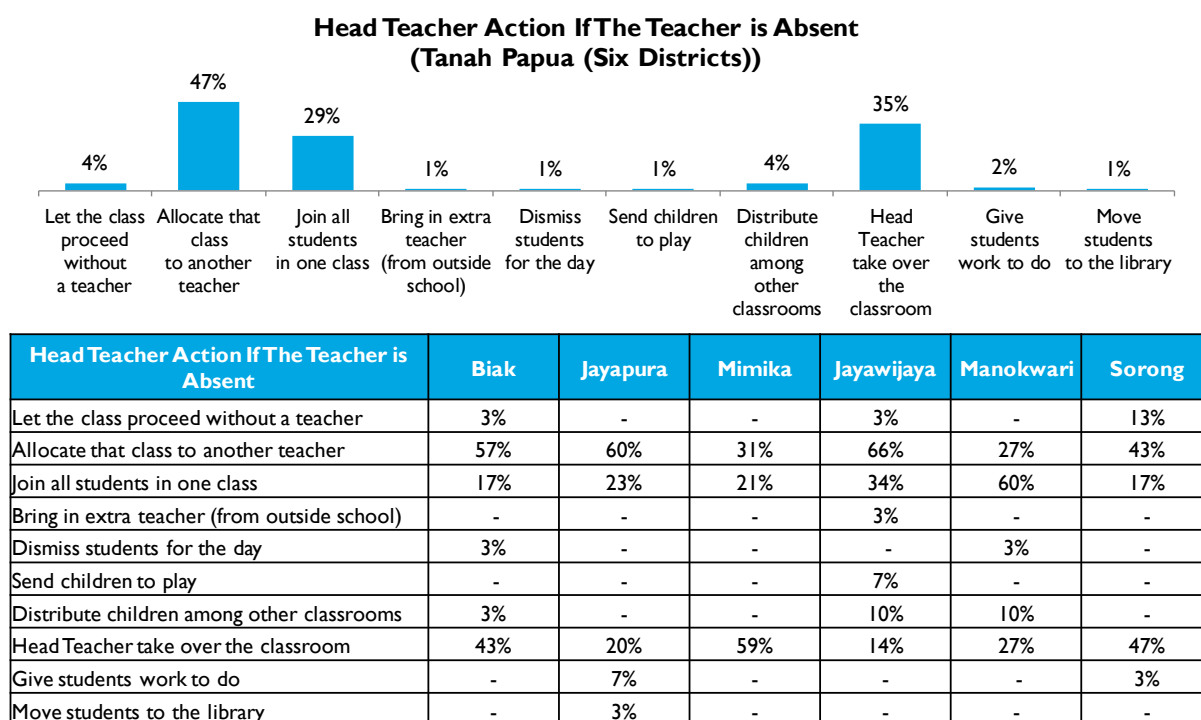 Head Teacher Action If The Teacher is Absent
(Tanah Papua (Six Districts))
4% 47% 29% 1% 1% 1% 4% 35% 2% 1%
Let the class proceed without a teacher
Allocate that class to another teacher
Join all students in one class
Bring in extra teacher (from outside school)
Dismiss students for the day
Send children to play
Distribute children among other classrooms
Head Teacher take over the classroom
Give students work to do
Move students to the library
Head Teacher Action If The Teacher is Absent Biak Jayapura Mimika Jayawijaya Manokwari Sorong
Let the class proceed without a teacher 3% - - 3% - 13%
Allocate that class to another teacher 57% 60% 31% 66% 27% 43%
Join all students in one class 17% 23% 21% 34% 60% 17%
Bring in extra teacher (from outside school) - - - 3% - -
Dismiss students for the day 3% - - - 3% -
Send children to play - - - 7% - -
Distribute children among other classrooms 3% - - 10% 10% -
Head Teacher take over the classroom 43% 20% 59% 14% 27% 47%
Give students work to do - 7% - - - 3%
Move students to the library - 3% - - - -